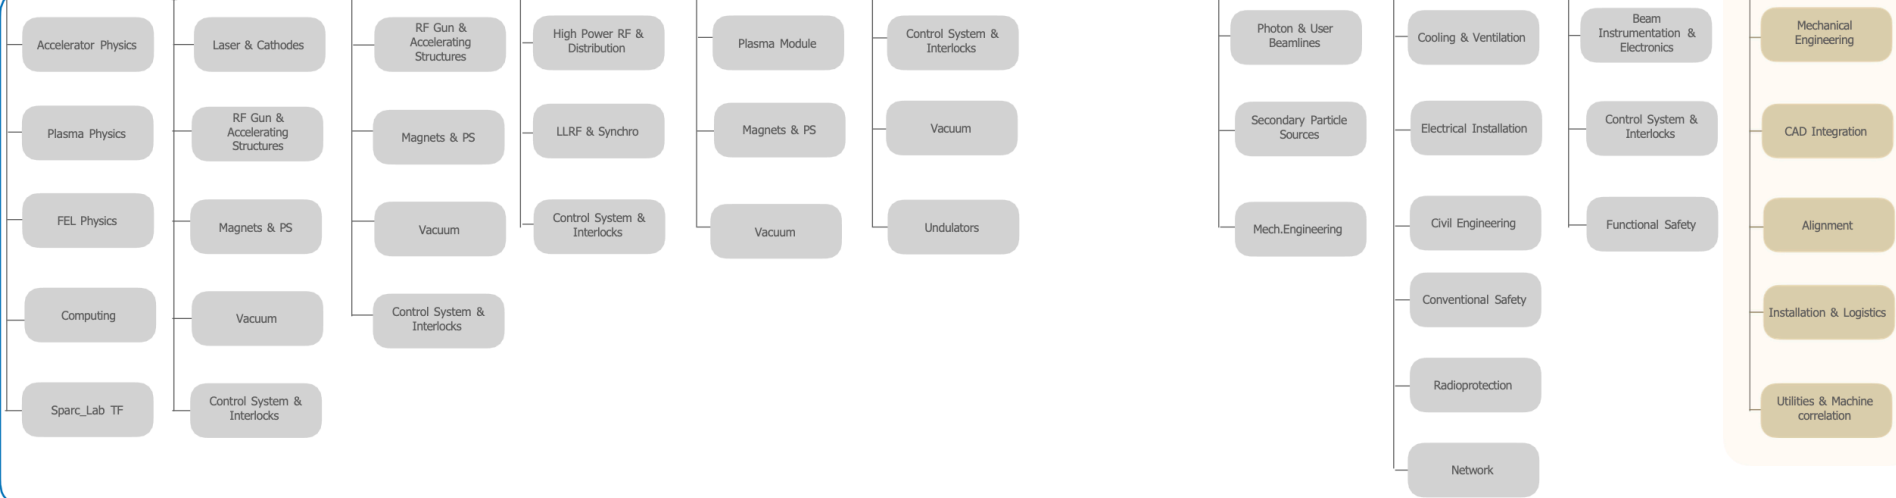 Accelerator Physics
Plasma Physics
FEL Physics
Computing
Sparc_Lab TF
Laser & Cathodes
RF Gun &
Accelerating
Structures
Magnets & PS
Vacuum
Control System &
Interlocks
RF Gun &
Accelerating
Structures
Magnets & PS
Vacuum
Control System &
Interlocks
High Power RF &
Distribution
LLRF & Synchro
Control System &
Interlocks
Plasma Module
Magnets & PS
Vacuum
Control System &
Interlocks
Vacuum
Undulators
Photon & User
Beamlines
Secondary Particle
Sources
Mech.Engineering
Cooling & Ventilation
Electrical Installation
Civil Engineering
Conventional Safety
Radioprotection
Network
Beam
Instrumentation &
Electronics
Control System &
Interlocks
Functional Safety
Mechanical
Engineering
CAD Integration
Alignment
Installation & Logistics
Utilities & Machine
correlation